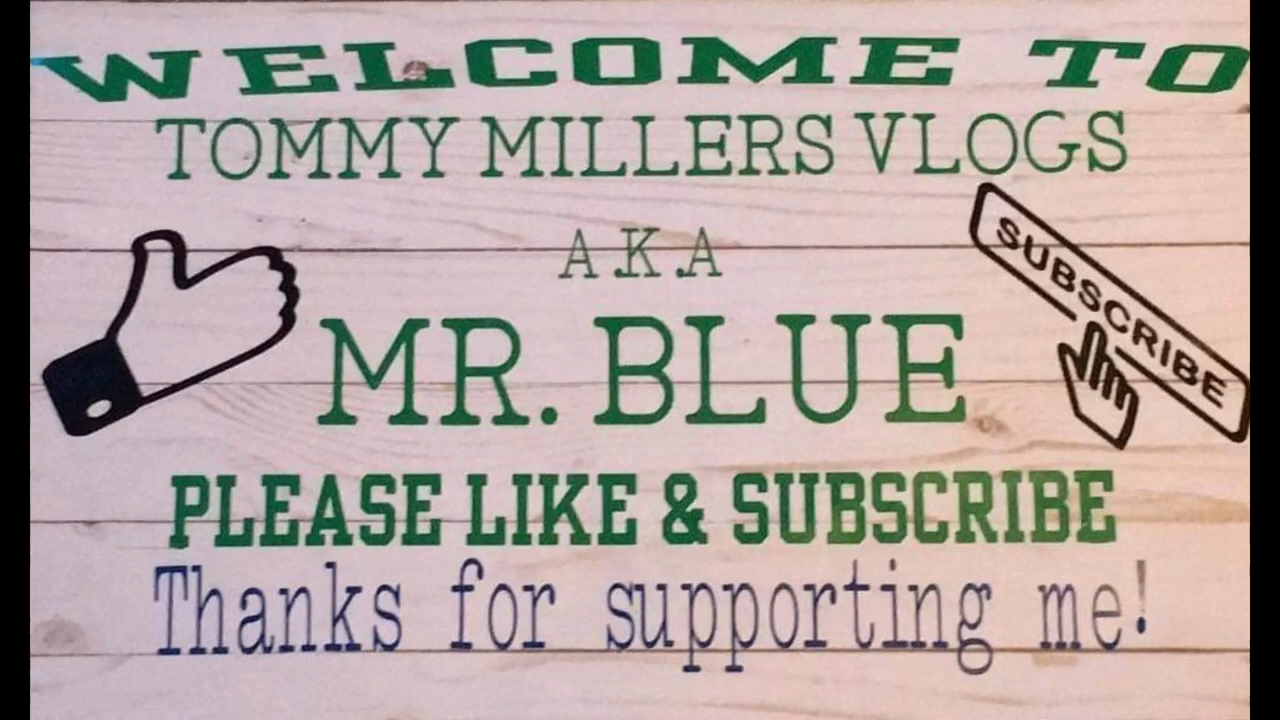 WELCOME TO
TOMMY MILLERS VLOGS
A.K.A
MR. BLUE
SUBSCRIBE
PLEASE LIKE & SUBSCRIBE
Thanks for supporting me!